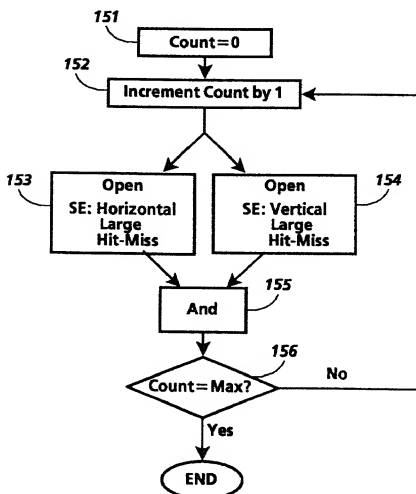 151
Count=0
152
Increment Count by 1
153
Open
SE: Horizontal
Large
Hit-Miss
154
Open
SE: Vertical
Large
Hit-Miss
155
And
156
Count=Max?
No
Yes
END